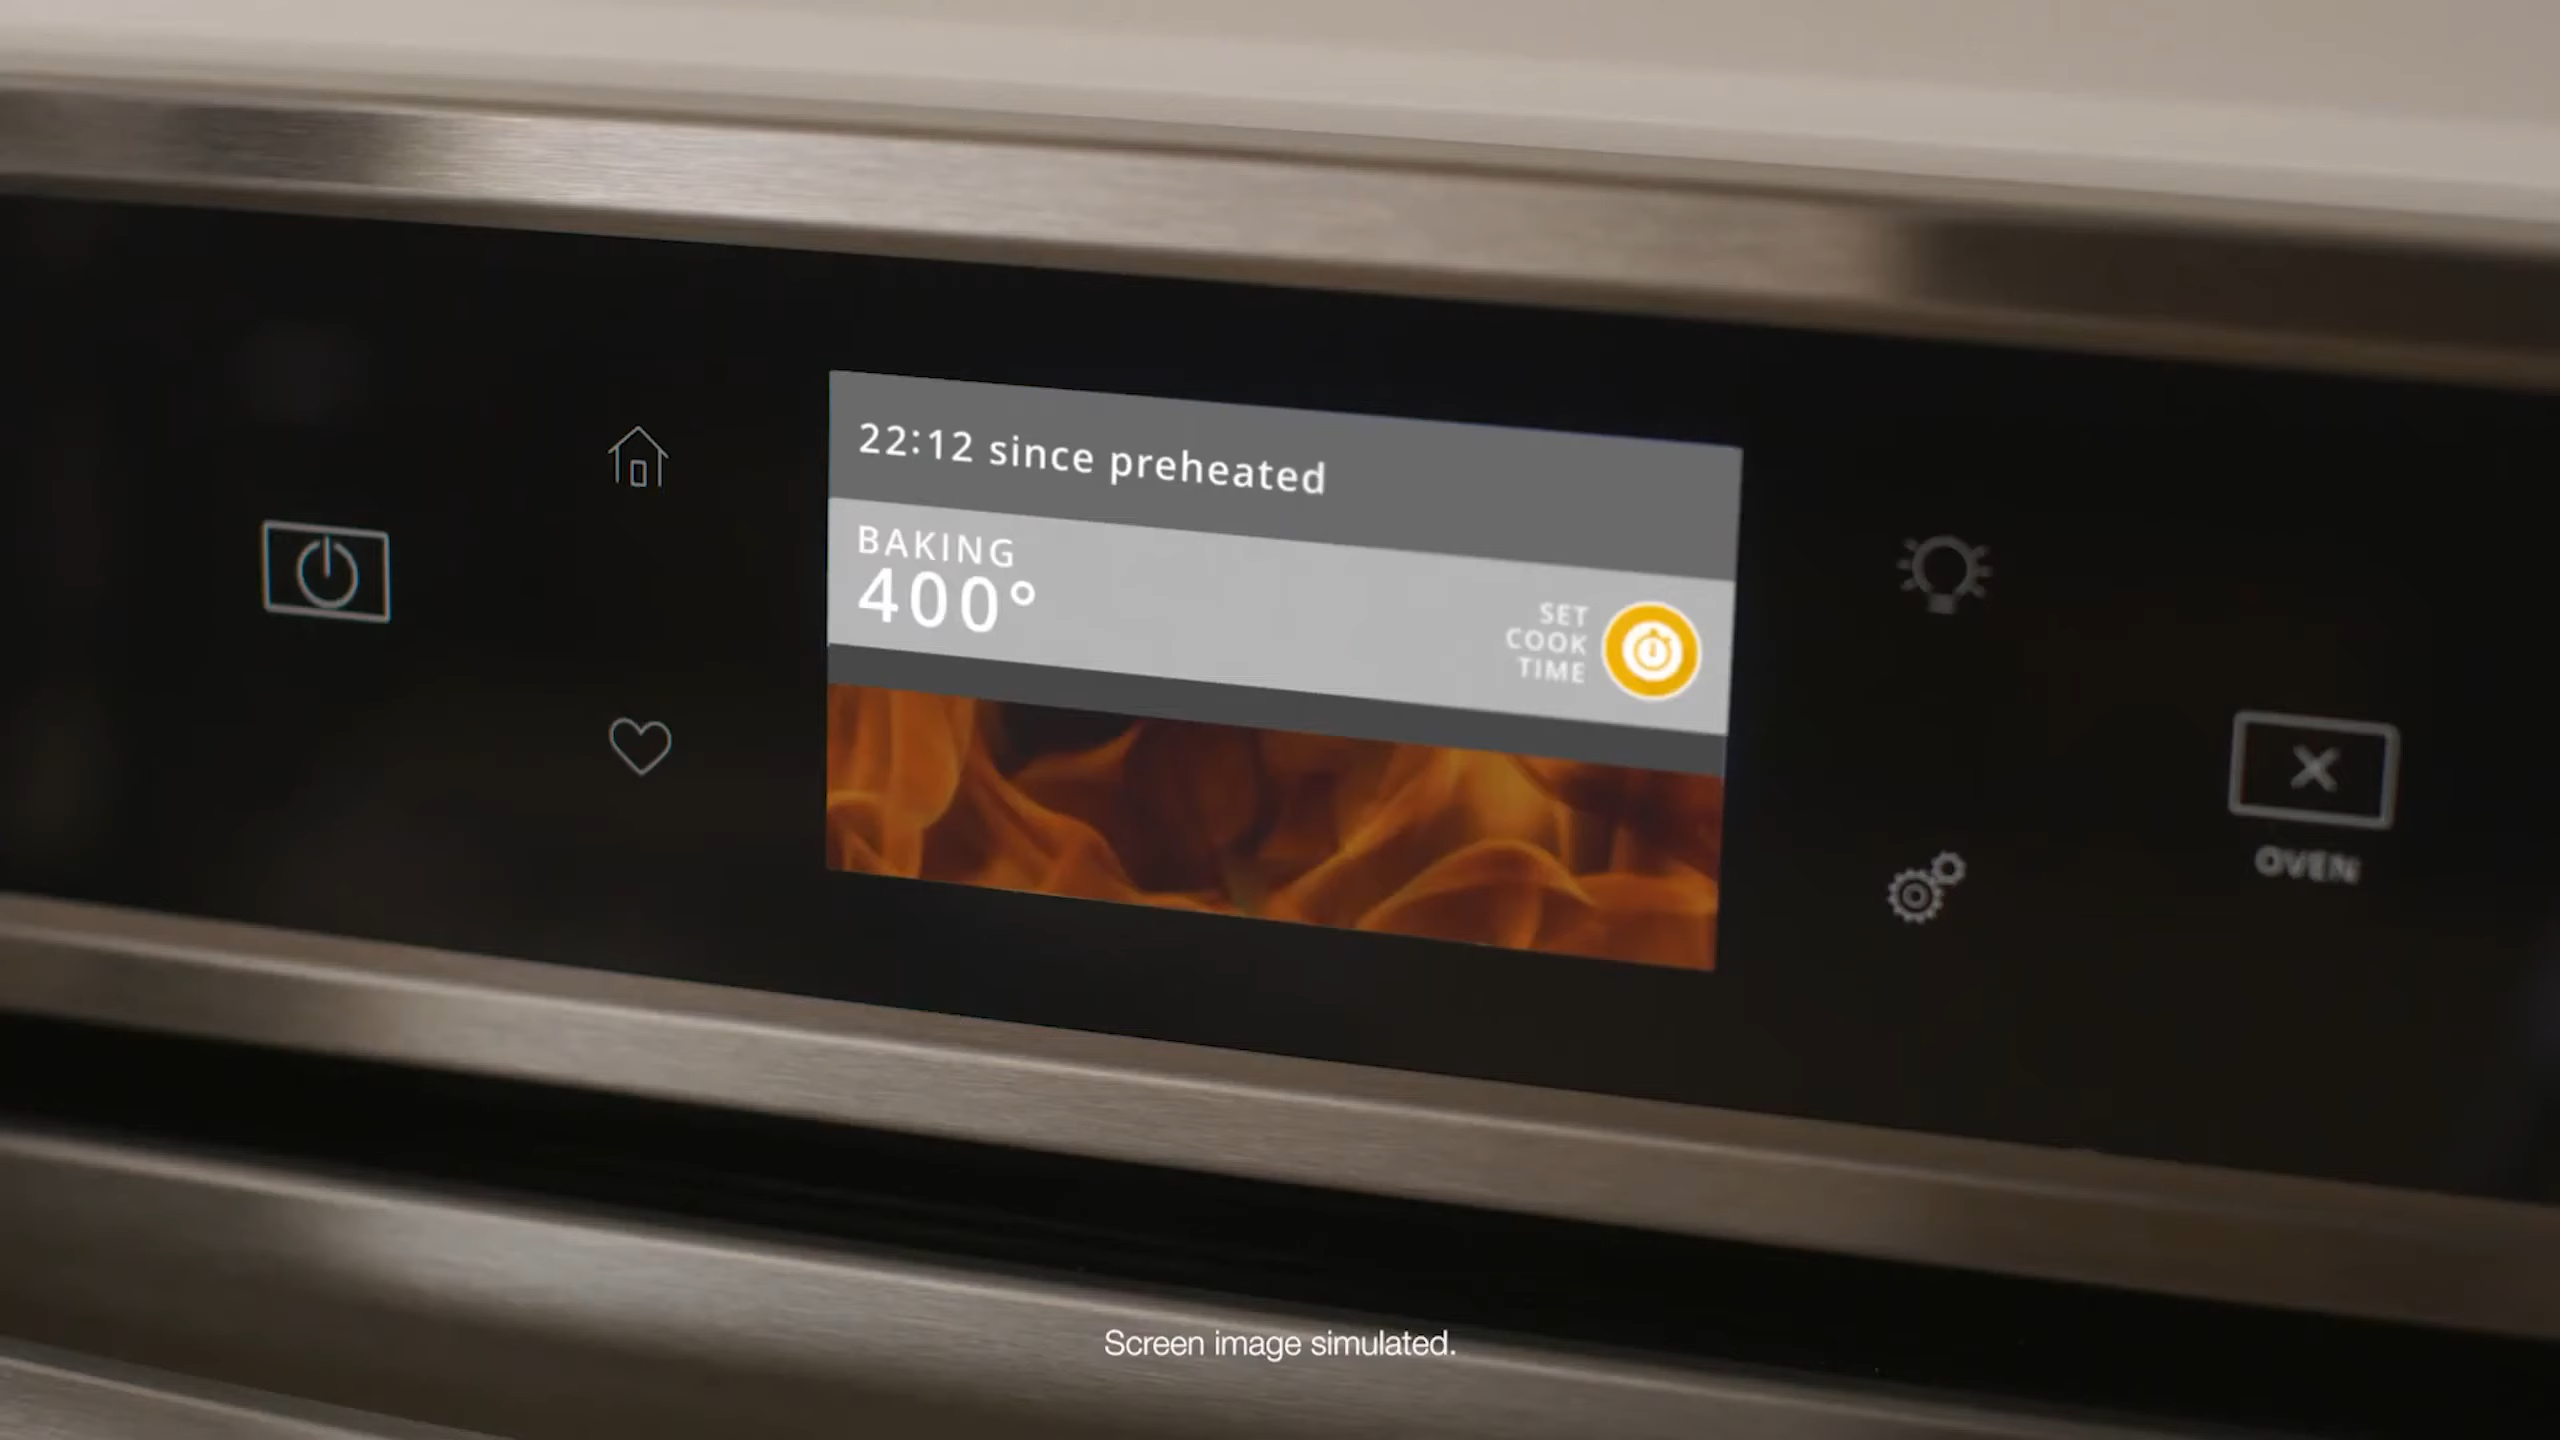 22:12 since preheated
BAKING
400°
SET
COOK
TIME
OVEN
Screen image simulated.